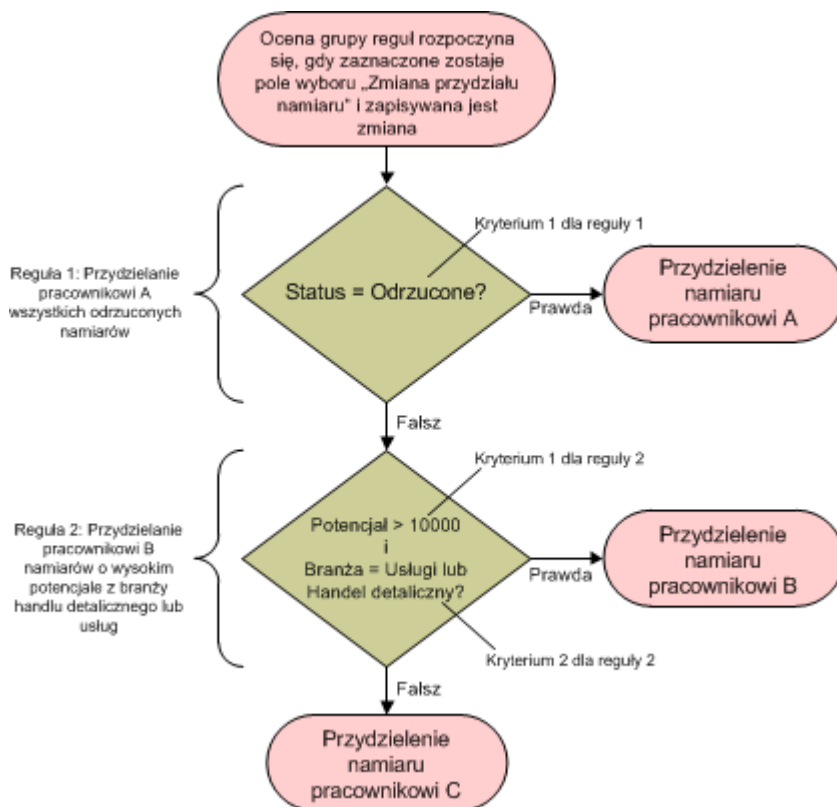 Ocena grupy reguł rozpoczyna
się, gdy zaznaczone zostaje
pole wyboru „Zmiana przydziału
namiaru" i zapisywana jest
zmiana
Kryterium 1 dla reguły 1
Reguła 1: Przydzielanie
pracownikowi A
wszystkich odrzuconych
namiarów
Status = Odrzucone?
Prawda
Przydzielenie
namiaru
pracownikowi A
Fałsz
Kryterium 1 dla reguły 2
Reguła 2: Przydzielanie
pracownikowi B
namiarów o wysokim
potencjale z branży
handlu detalicznego lub
usług
Potencjał > 10000
i
Branża = Usługi lub
Handel detaliczny?
Prawda
Przydzielenie
namiaru
pracownikowi B
Kryterium 2 dla reguły 2
Fałsz
Przydzielenie
namiaru
pracownikowi C